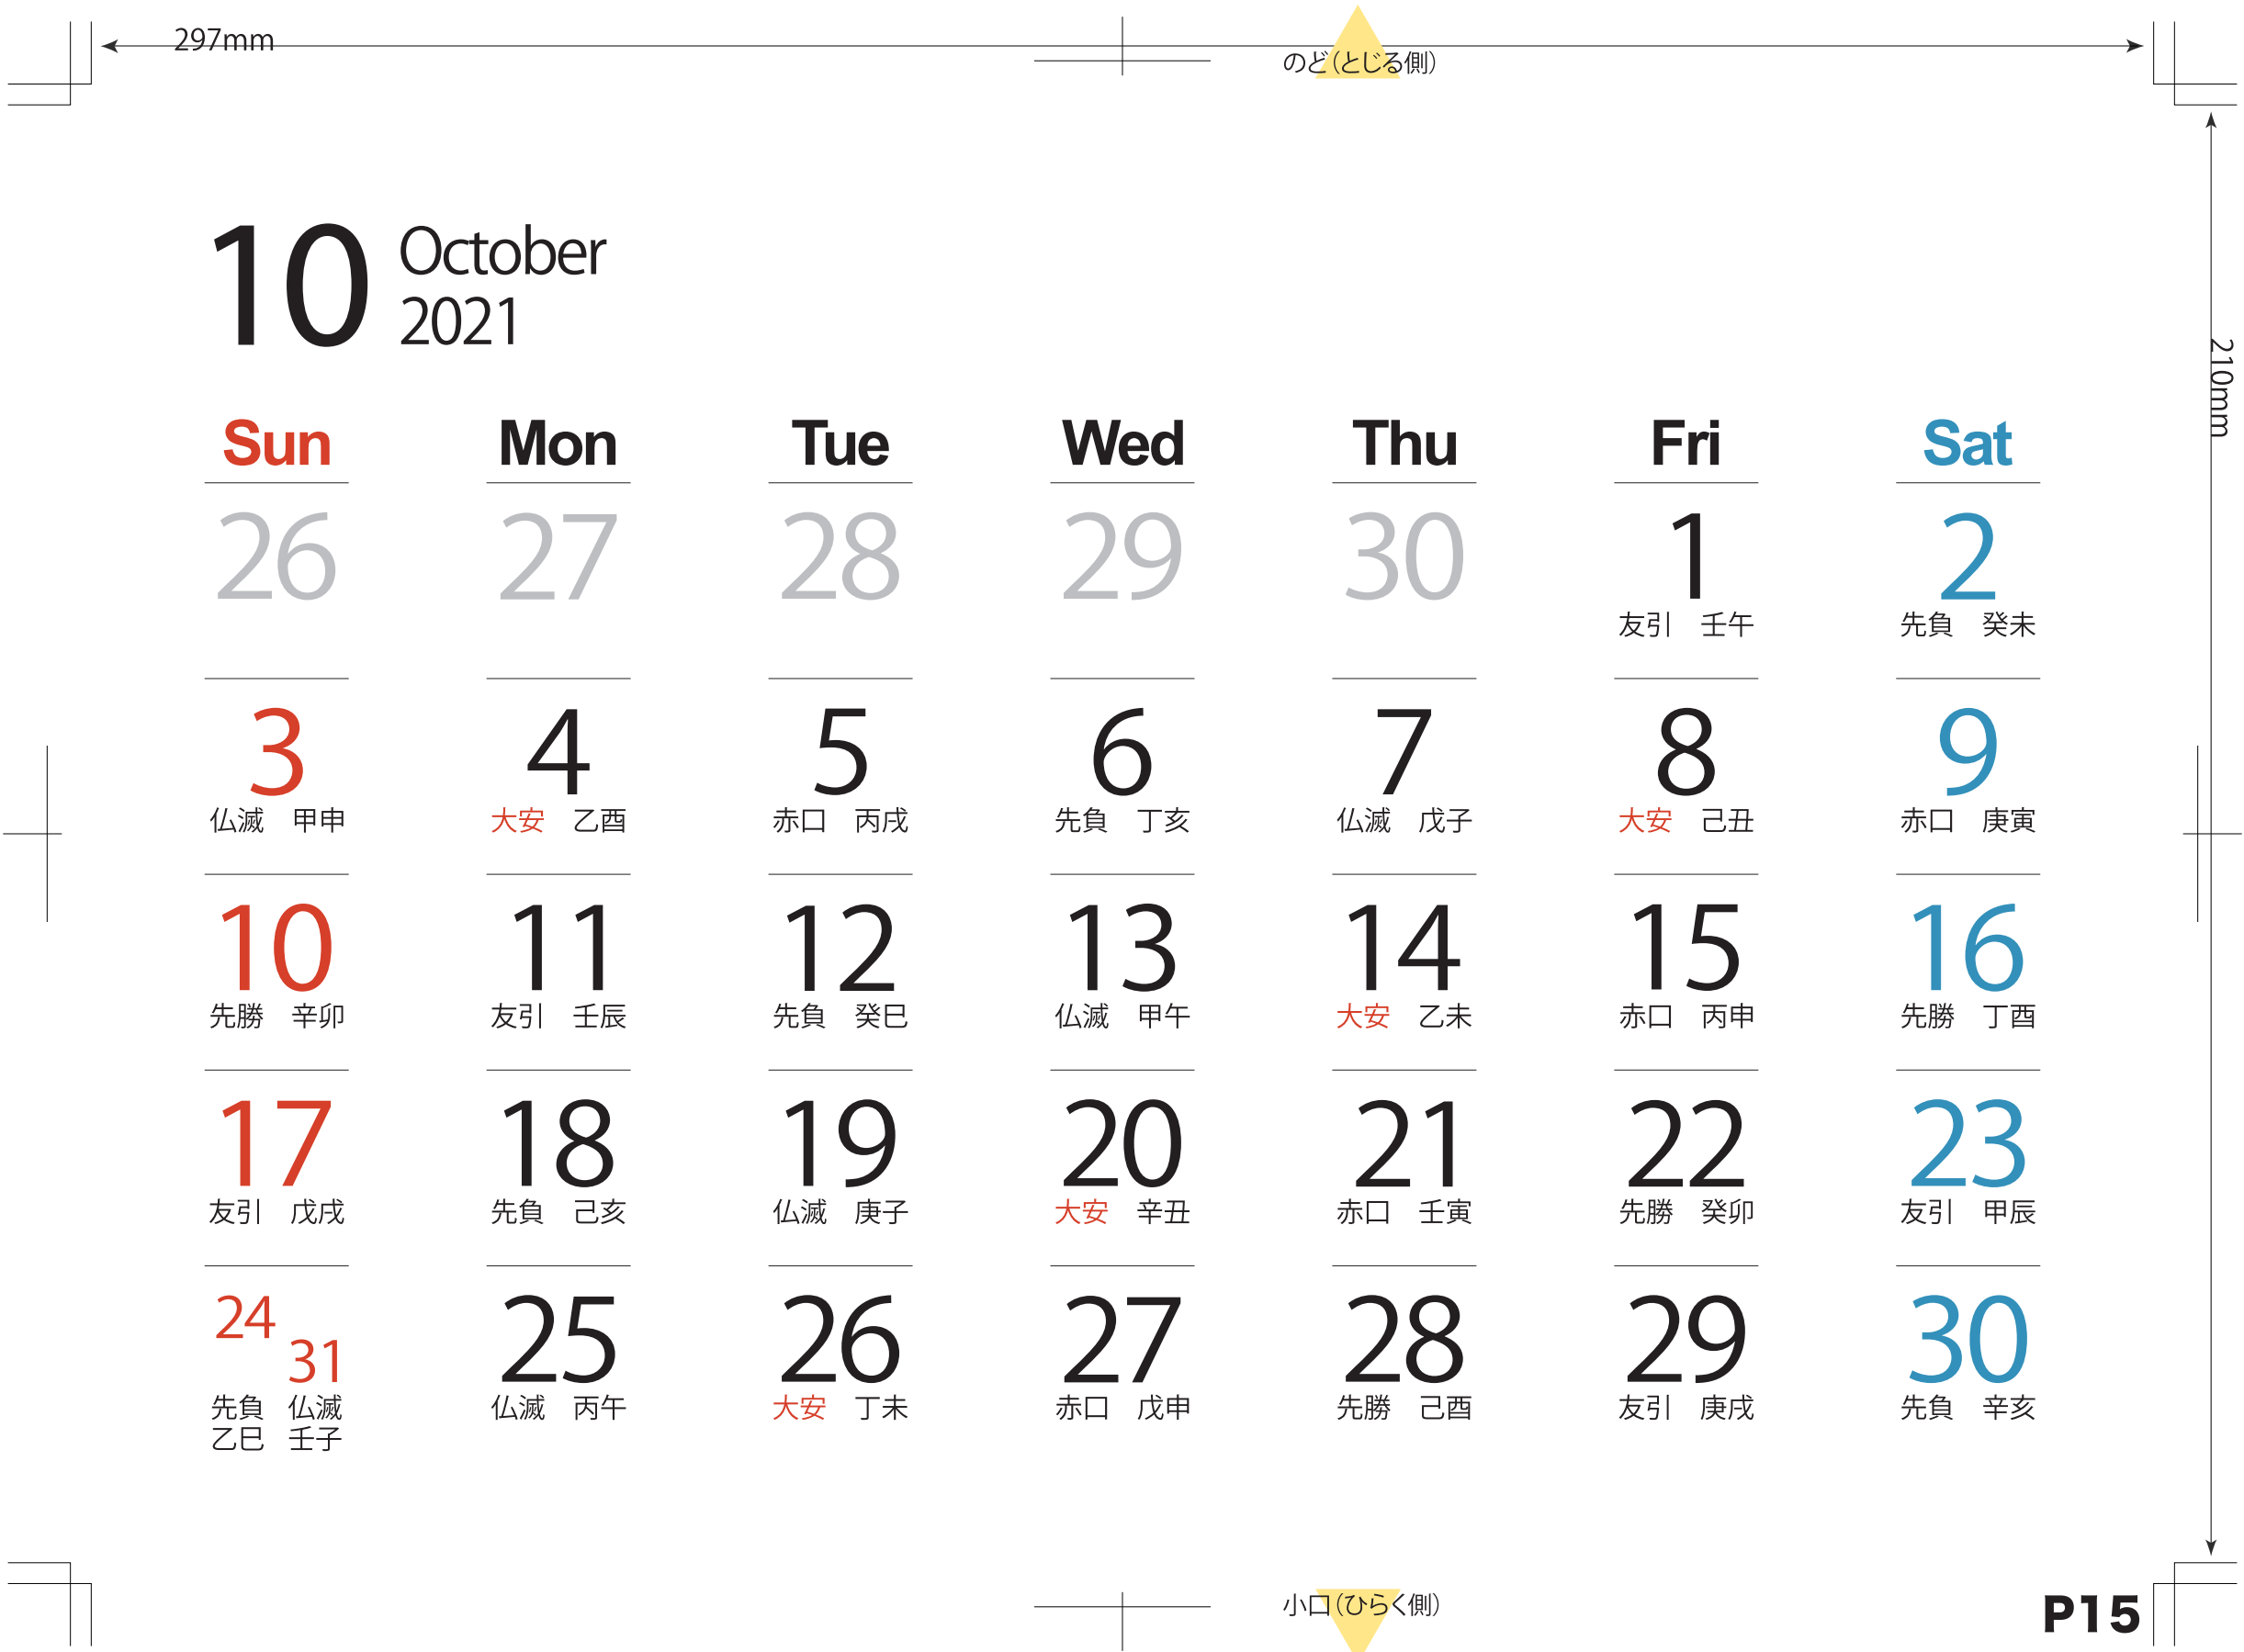 297mm
のど（とじる側）
210mm
10 October
2021
Sun Mon Tue Wed Thu Fri Sat
26 27 28 29 30 1 2
友引 壬午 先負 癸未
3 4 5 6 7 8 9
仏滅 甲申 大安 乙酉 赤口 丙戌 先負 丁亥 仏滅 戊子 大安 己丑 赤口 庚寅
10 11 12 13 14 15 16
先勝 辛卯 友引 壬辰 先負 癸巳 仏滅 甲午 大安 乙未 赤口 丙申 先勝 丁酉
17 18 19 20 21 22 23
友引 戊戌 先負 己亥 仏滅 庚子 大安 辛丑 赤口 壬寅 先勝 癸卯 友引 甲辰
24 31 25 26 27 28 29 30
先負 仏滅 仏滅 丙午 大安 丁未 赤口 戊申 先勝 己酉 友引 庚戌 先負 辛亥
乙巳 壬子
小口（ひらく側）
P15